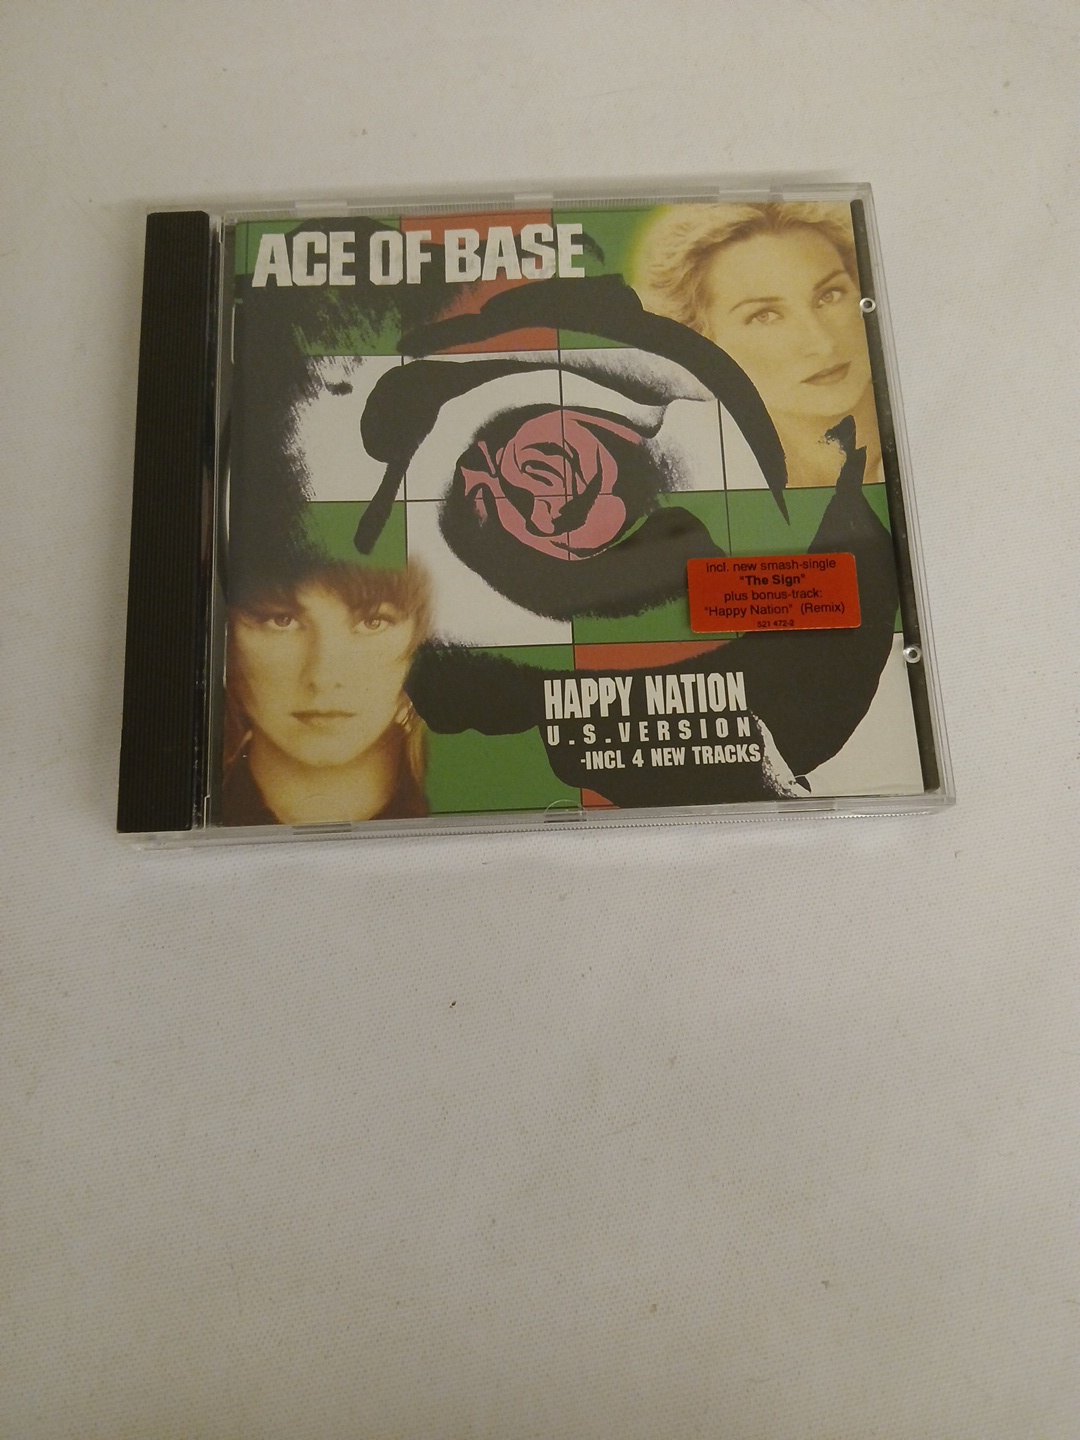 ACE OF BASE
incl. new smash-single
"The Sign"
plus bonus-track:
"Happy Nation" (Remix)
521 472-2
HAPPY NATION
U.S.VERSION
-INCL 4 NEW TRACKS